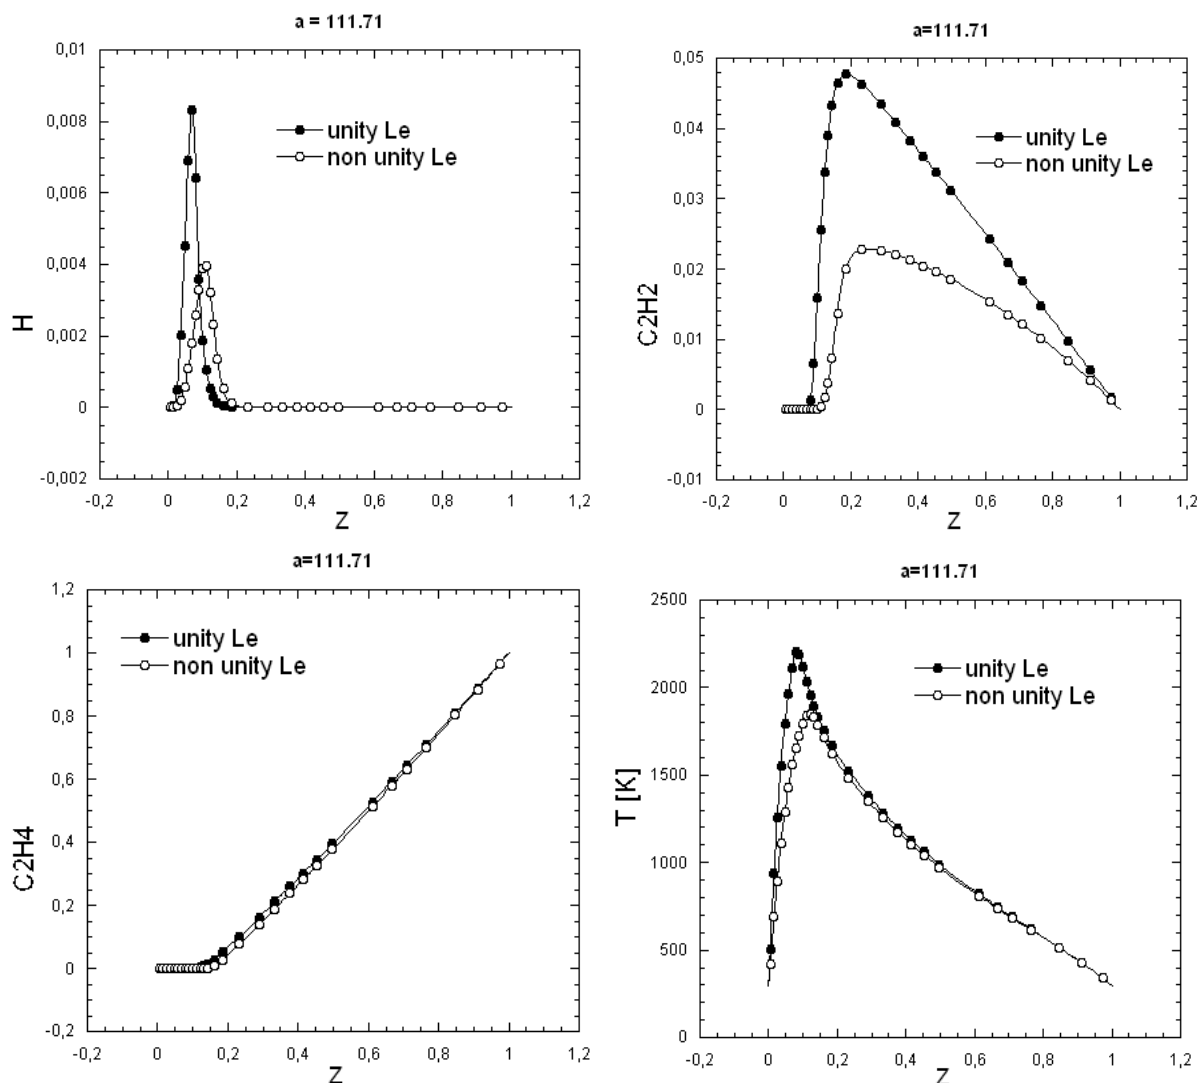 a = 111.71
0,01
0,008
0,006
0,004
0,002
0
-0,002
H
unity Le
non unity Le
-0,2 0 0,2 0,4 0,6 0,8 1 1,2
Z
a=111.71
0,05
0,04
0,03
0,02
0,01
0
-0,01
C2H2
unity Le
non unity Le
-0,2 0 0,2 0,4 0,6 0,8 1 1,2
Z
a=111.71
1,2
1
0,8
0,6
0,4
0,2
0
-0,2
C2H4
unity Le
non unity Le
-0,2 0 0,2 0,4 0,6 0,8 1 1,2
Z
a=111.71
2500
2000
1500
1000
500
0
T [K]
unity Le
non unity Le
-0,2 0 0,2 0,4 0,6 0,8 1 1,2
Z